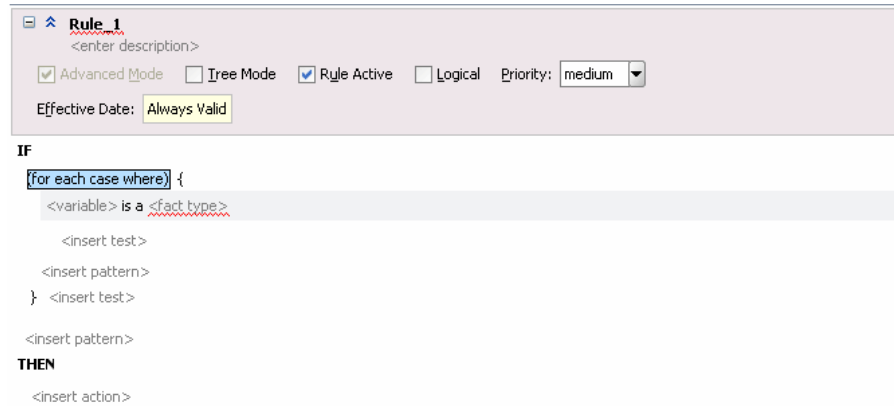 Rule_1
<enter description>
Advanced Mode Tree Mode Rule Active Logical Priority: medium
Effective Date: Always Valid
IF
(for each case where) {
<variable> is a <fact type>
<insert test>
<insert pattern>
} <insert test>
<insert pattern>
THEN
<insert action>